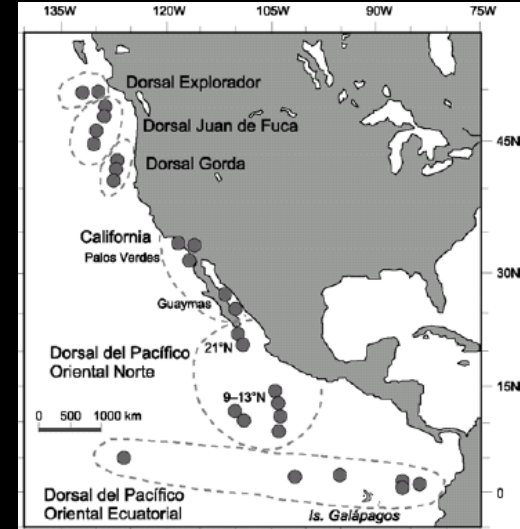 135W 120W 105W 90W 75W
Dorsal Explorador
Dorsal Juan de Fuca
45N
Dorsal Gorda
California
Palos Verdes
30N
Guaymas
21°N
Dorsal del Pacífico
Oriental Norte
9–13°N
15N
0 500 1000 km
0
Dorsal del Pacífico
Oriental Ecuatorial
Is. Galápagos